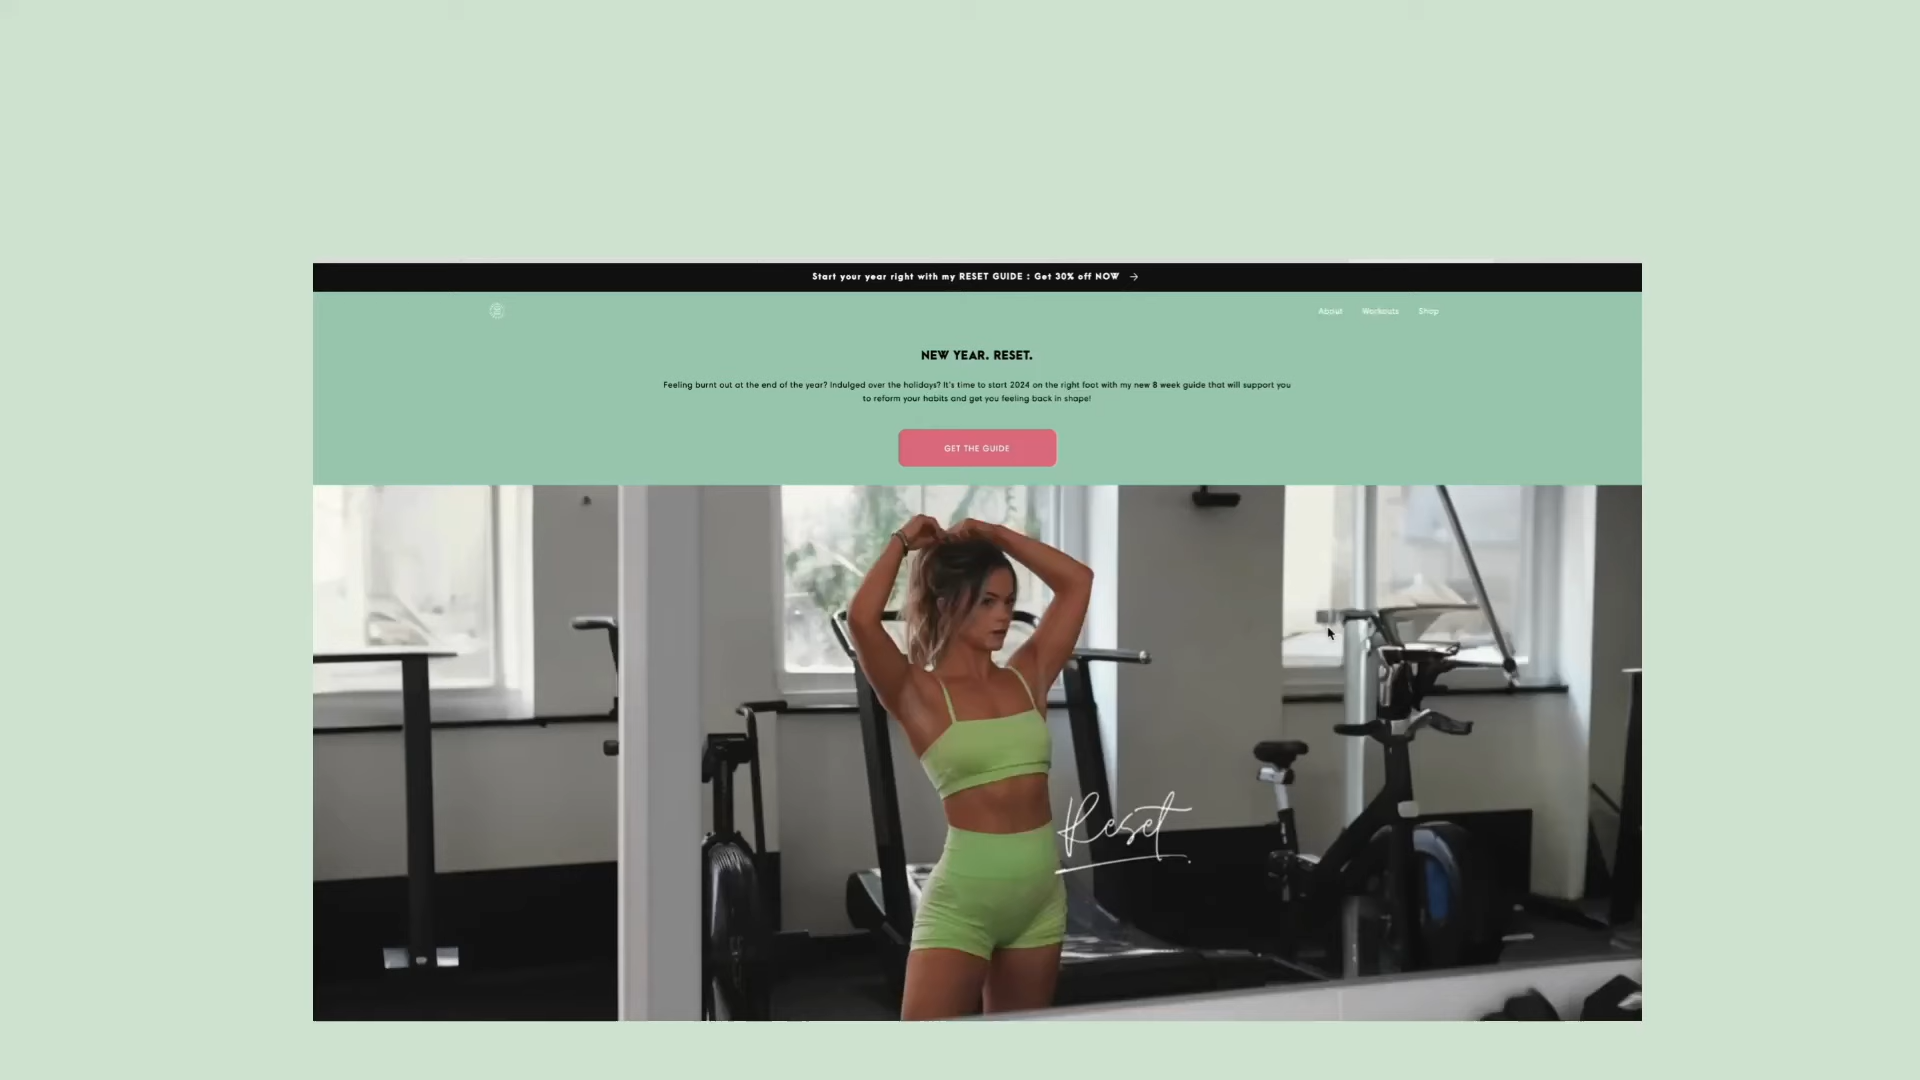 Start your year right with my RESET GUIDE : Get 30% off NOW →
About Workouts Shop
NEW YEAR. RESET.
Feeling burnt out at the end of the year? Indulged over the holidays? It's time to start 2024 on the right foot with my new 8 week guide that will support you
to reform your habits and get you feeling back in shape!
GET THE GUIDE
Reset